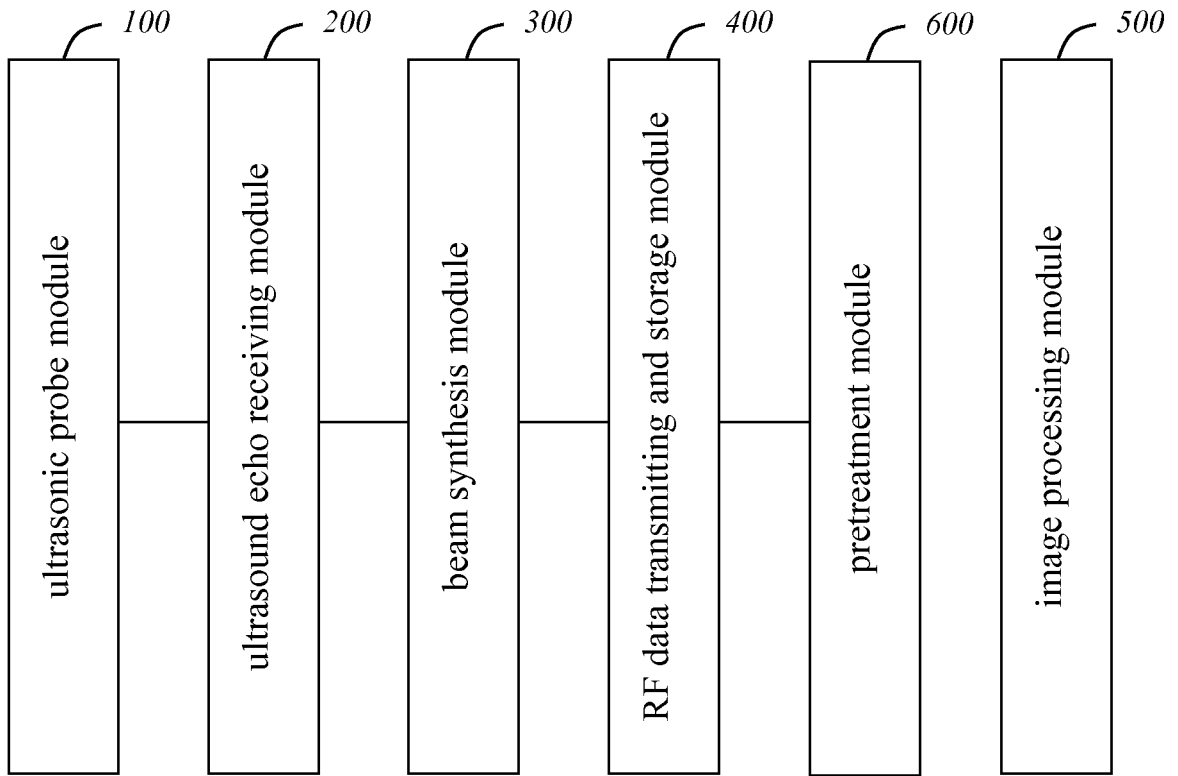 100
200
300
400
600
500
ultrasonic probe module
ultrasound echo receiving module
beam synthesis module
RF data transmitting and storage module
pretreatment module
image processing module